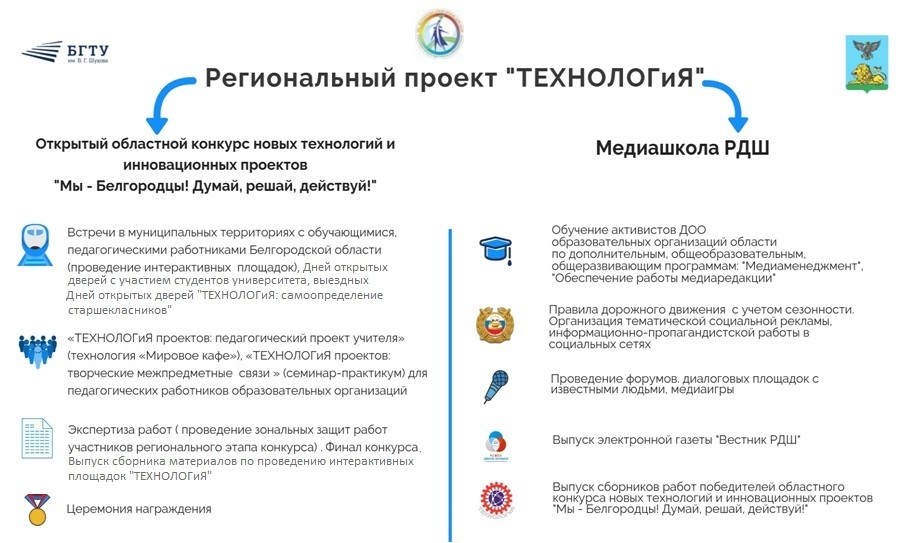 БГТУ
им. В. Г. Шухова
Региональный проект "ТЕХНОЛОГиЯ"
Открытый областной конкурс новых технологий и
инновационных проектов
"Мы - Белгородцы! Думай, решай, действуй!"
Встречи в муниципальных территориях с обучающимися,
педагогическими работниками Белгородской области
(проведение интерактивных площадок), Дней открытых
дверей с участием студентов университета, выездных
Дней открытых дверей "ТЕХНОЛОГиЯ: самоопределение
старшекласников"
«ТЕХНОЛОГиЯ проектов: педагогический проект учителя»
(технология «Мировое кафе»), «ТЕХНОЛОГиЯ проектов:
творческие межпредметные связи » (семинар-практикум) для
педагогических работников образовательных организаций
Экспертиза работ ( проведение зональных защит работ
участников регионального этапа конкурса) . Финал конкурса.
Выпуск сборника материалов по проведению интерактивных
площадок "ТЕХНОЛОГиЯ"
Церемония награждения
Медиашкола РДШ
Обучение активистов ДОО
образовательных организаций области
по дополнительным, общеобразовательным,
общеразвивающим программам: "Медиаменеджмент",
"Обеспечение работы медиаредакции"
Правила дорожного движения с учетом сезонности.
Организация тематической социальной рекламы,
информационно-пропагандистской работы в
социальных сетях
Проведение форумов. диалоговых площадок с
известными людьми, медиаигры
Выпуск электронной газеты "Вестник РДШ"
Выпуск сборников работ победителей областного
конкурса новых технологий и инновационных проектов
"Мы - Белгородцы! Думай, решай, действуй!"